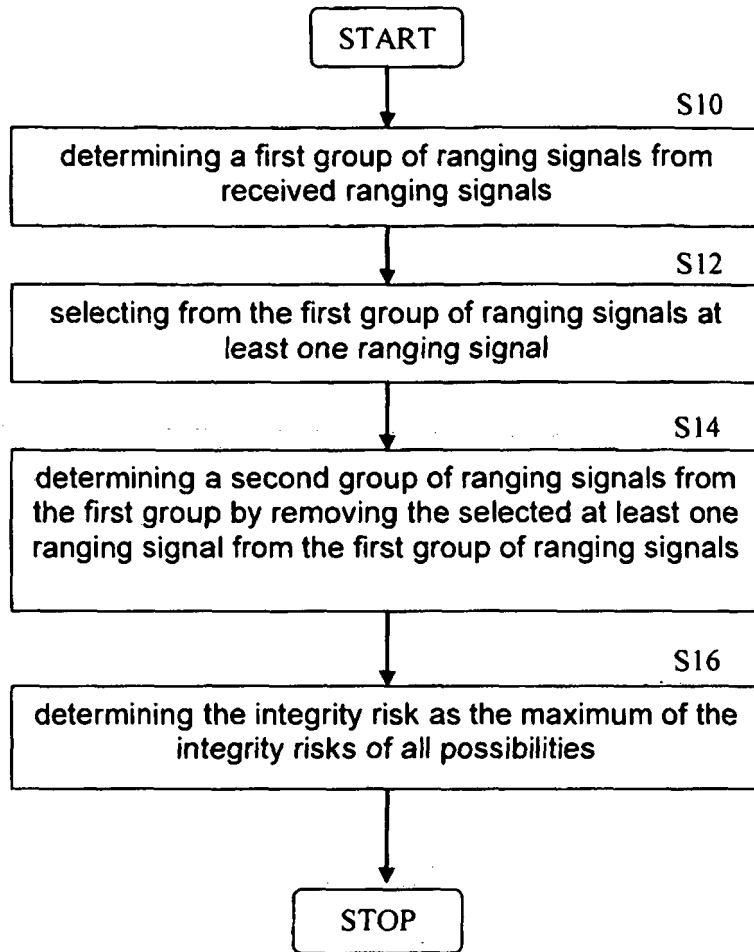 START
S10
determining a first group of ranging signals from
received ranging signals
S12
selecting from the first group of ranging signals at
least one ranging signal
S14
determining a second group of ranging signals from
the first group by removing the selected at least one
ranging signal from the first group of ranging signals
S16
determining the integrity risk as the maximum of the
integrity risks of all possibilities
STOP